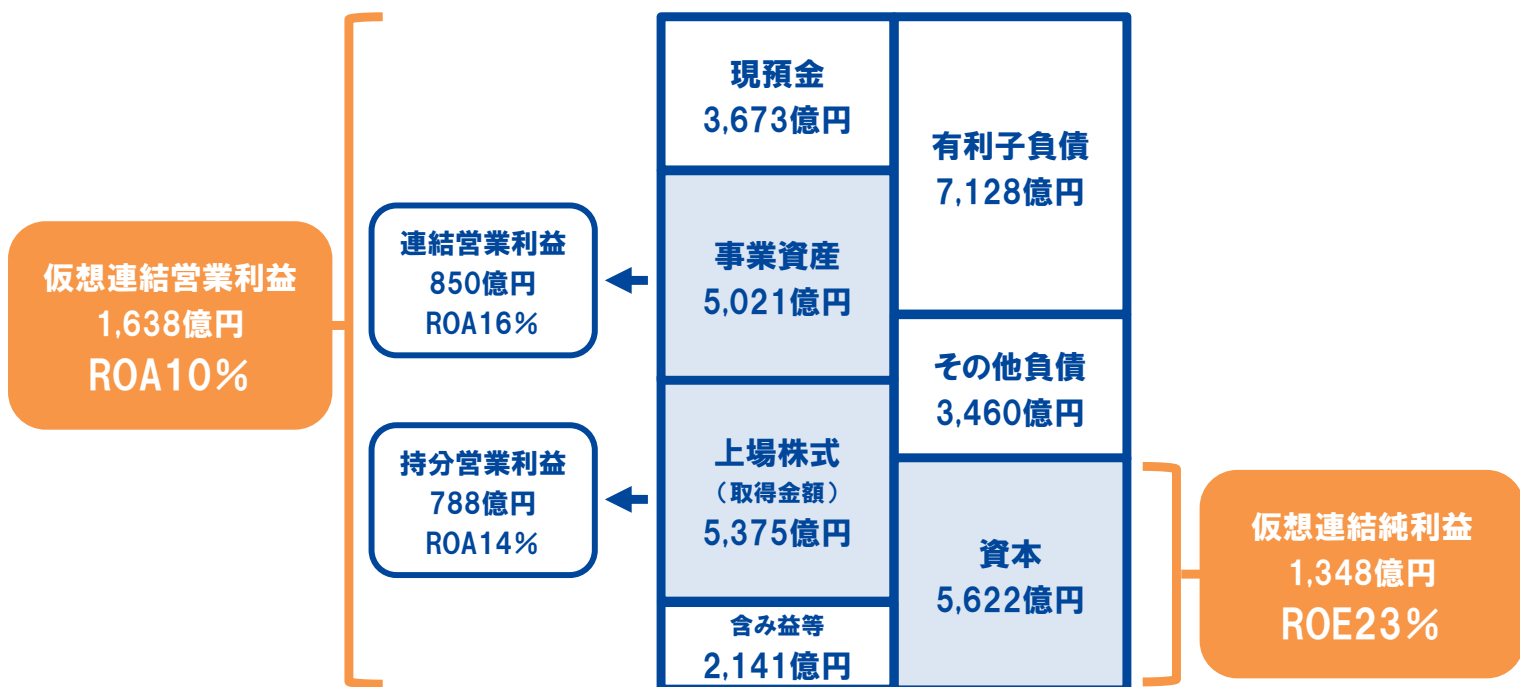 仮想連結営業利益
1,638億円
ROA10%
連結営業利益
850億円
ROA16%
持分営業利益
788億円
ROA14%
現預金
3,673億円
事業資産
5,021億円
上場株式
（取得金額）
5,375億円
含み益等
2,141億円
有利子負債
7,128億円
その他負債
3,460億円
資本
5,622億円
仮想連結純利益
1,348億円
ROE23%